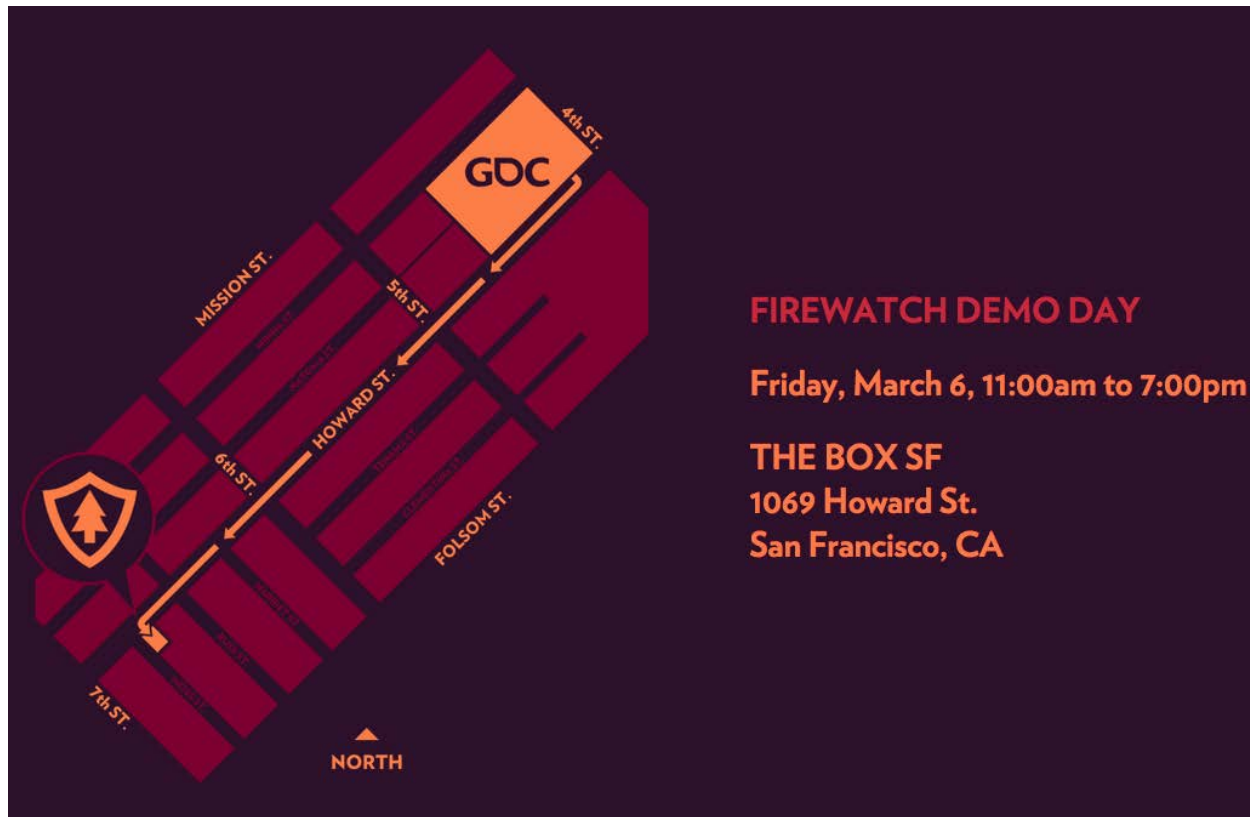 4th ST.
GDC
MISSION ST.
5th ST.
HOWARD ST.
6th ST.
FOLSOM ST.
7th ST.
NORTH
FIREWATCH DEMO DAY
Friday, March 6, 11:00am to 7:00pm
THE BOX SF
1069 Howard St.
San Francisco, CA